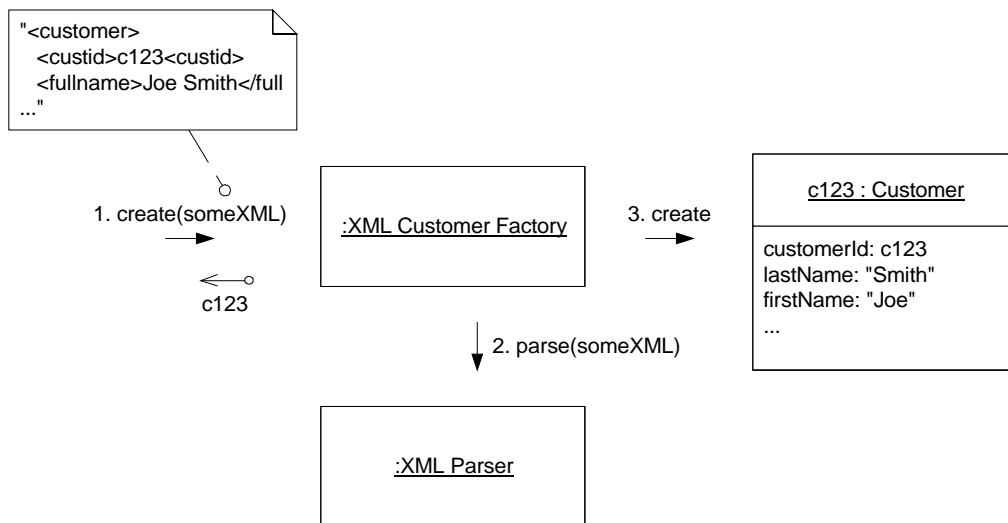 "<customer>
<custid>c123<custid>
<fullname>Joe Smith</full
..."
1. create(someXML)
c123
:XML Customer Factory
2. parse(someXML)
:XML Parser
3. create
c123 : Customer
customerId: c123
lastName: "Smith"
firstName: "Joe"
...